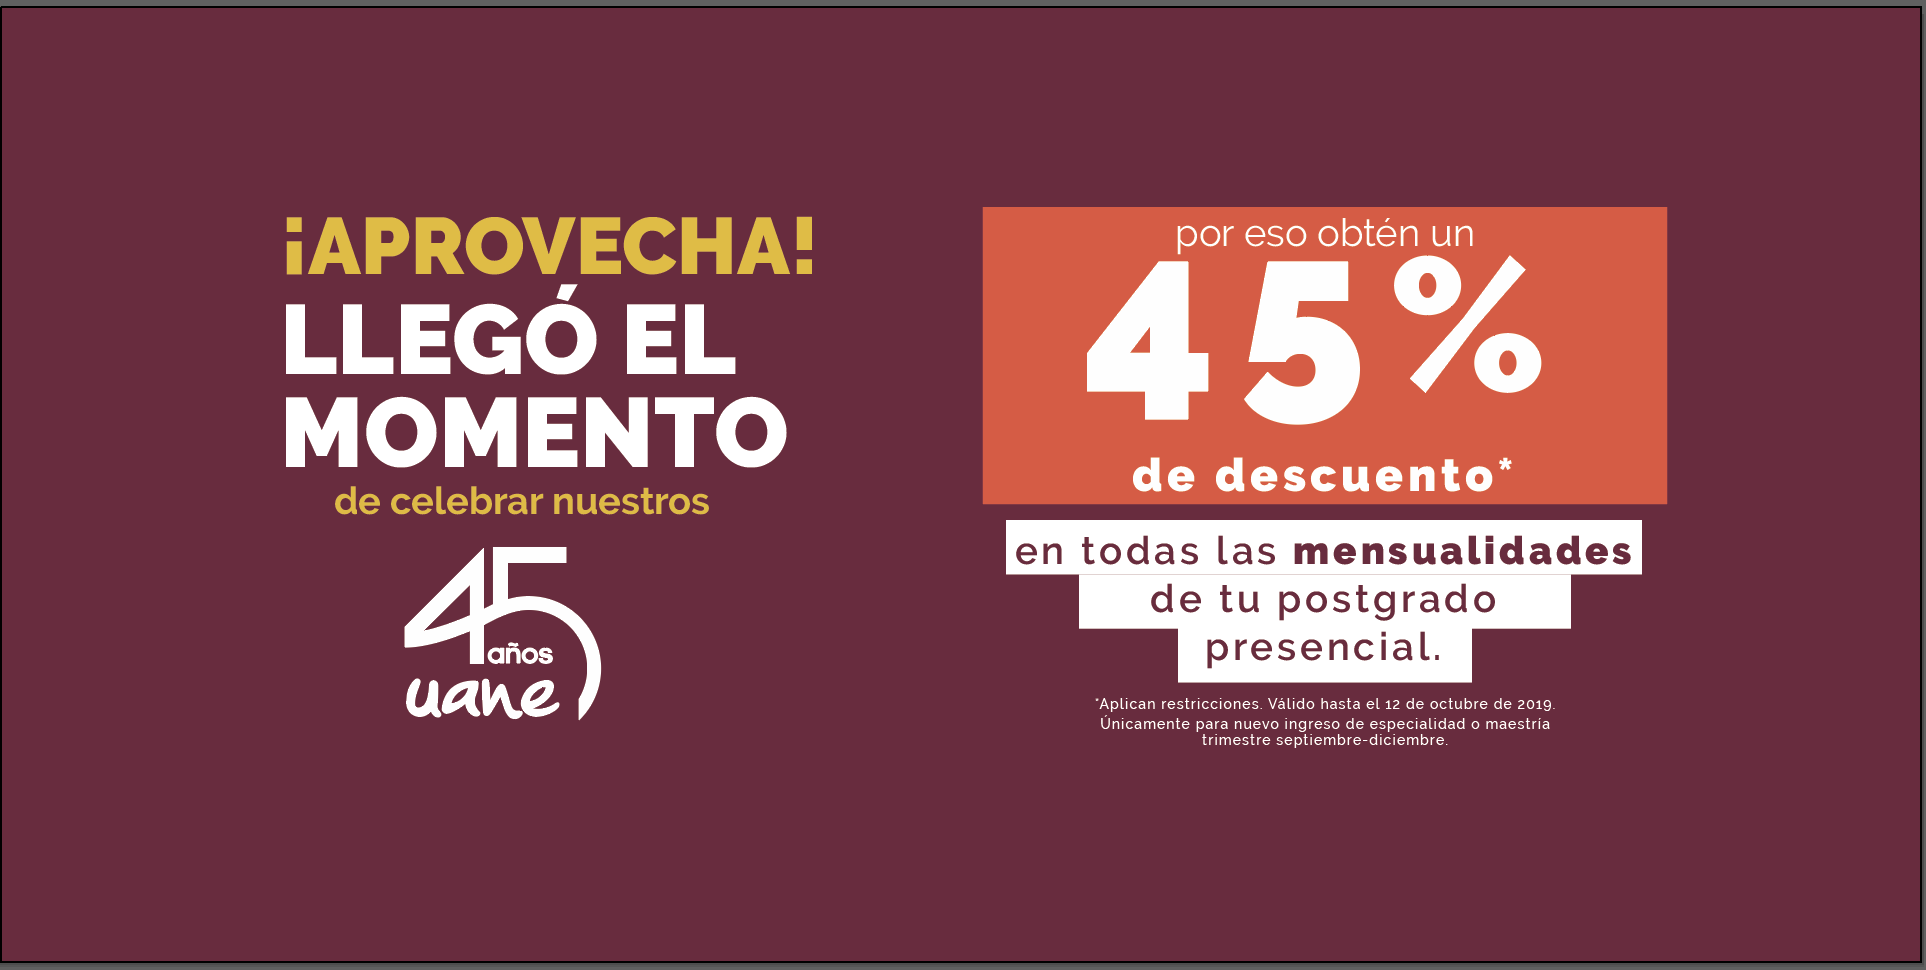 ¡APROVECHA!
LLEGÓ EL
MOMENTO
de celebrar nuestros
45
años
uane
por eso obtén un
45%
de descuento*
en todas las mensualidades
de tu postgrado
presencial.
*Aplican restricciones. Válido hasta el 12 de octubre de 2019.
Únicamente para nuevo ingreso de especialidad o maestría
trimestre septiembre-diciembre.